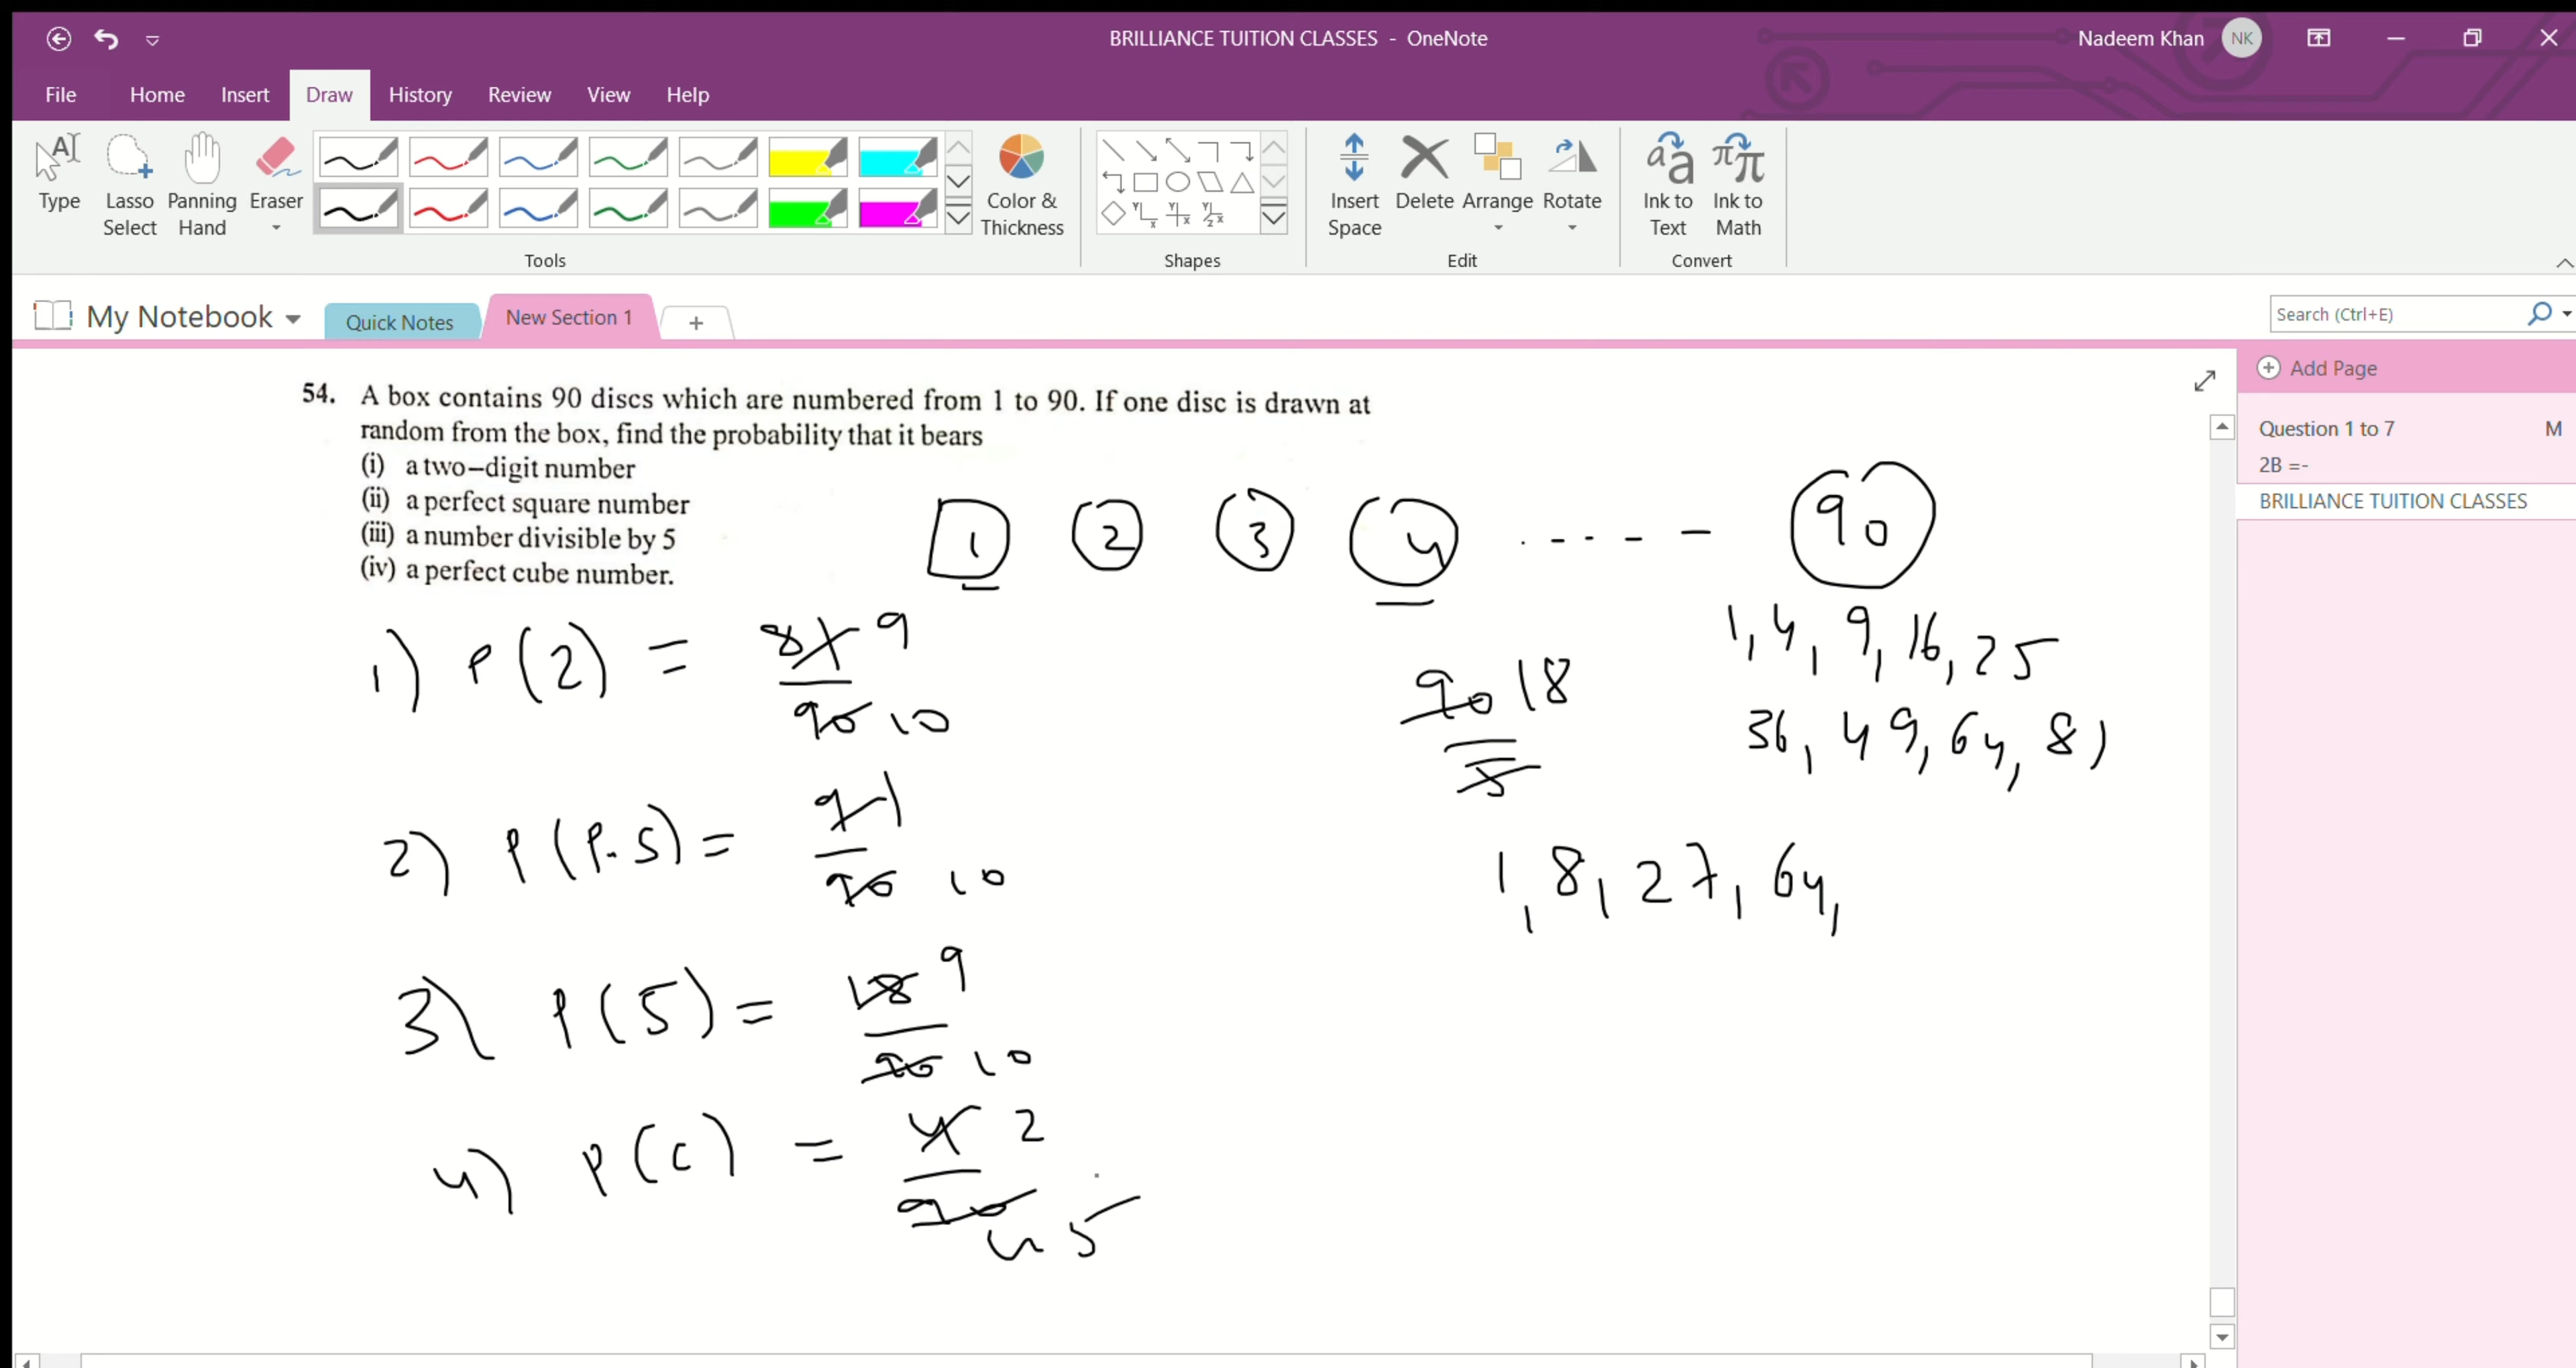 BRILLIANCE TUITION CLASSES - OneNote
Nadeem Khan NK
File Home Insert Draw History Review View Help
Type
Lasso Select
Panning Hand
Eraser
Color & Thickness
Insert Space
Delete
Arrange
Rotate
Ink to Text
Ink to Math
Tools Shapes Edit Convert
My Notebook Quick Notes New Section 1 +
Search (Ctrl+E)
Add Page
Question 1 to 7 M
2B =-
BRILLIANCE TUITION CLASSES
54. A box contains 90 discs which are numbered from 1 to 90. If one disc is drawn at
random from the box, find the probability that it bears
(i) a two-digit number
(ii) a perfect square number
(iii) a number divisible by 5
(iv) a perfect cube number.
1 2 3 4 ..... - 90
1) P(2) = 81 9
90 10
1, 4, 9, 16, 25
36, 49, 64, 81
90 18
5
2) P(P.S) = 9 1
90 10
1, 8, 27, 64,
3) P(5) = 18 9
90 10
4) P(C) = 4 2
90 45